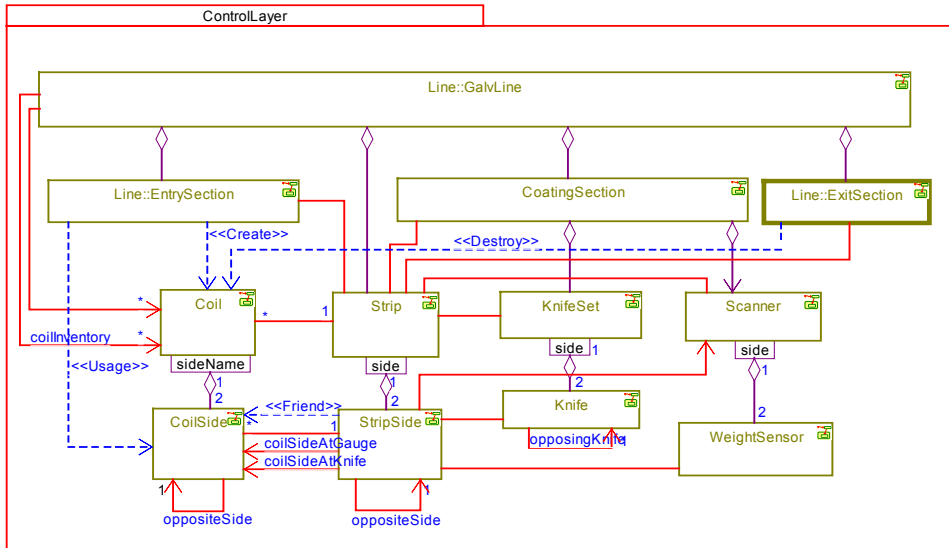 ControlLayer
Line::GalvLine
Line::EntrySection
CoatingSection
Line::ExitSection
<<Create>>
<<Destroy>>
Coil
Strip
KnifeSet
Scanner
*
*
1
*
coilInventory
sideName
side
side
side
<<Usage>>
1
1
1
1
2
2
2
2
<<Friend>>
CoilSide
StripSide
Knife
WeightSensor
*
1
coilSideAtGauge
coilSideAtKnife
opposingKnife
1
1
1
oppositeSide
oppositeSide